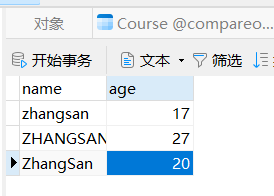 对象 Course @compareo...
开始事务 文本 筛选
name age
zhangsan 17
ZHANGSAN 27
ZhangSan 20